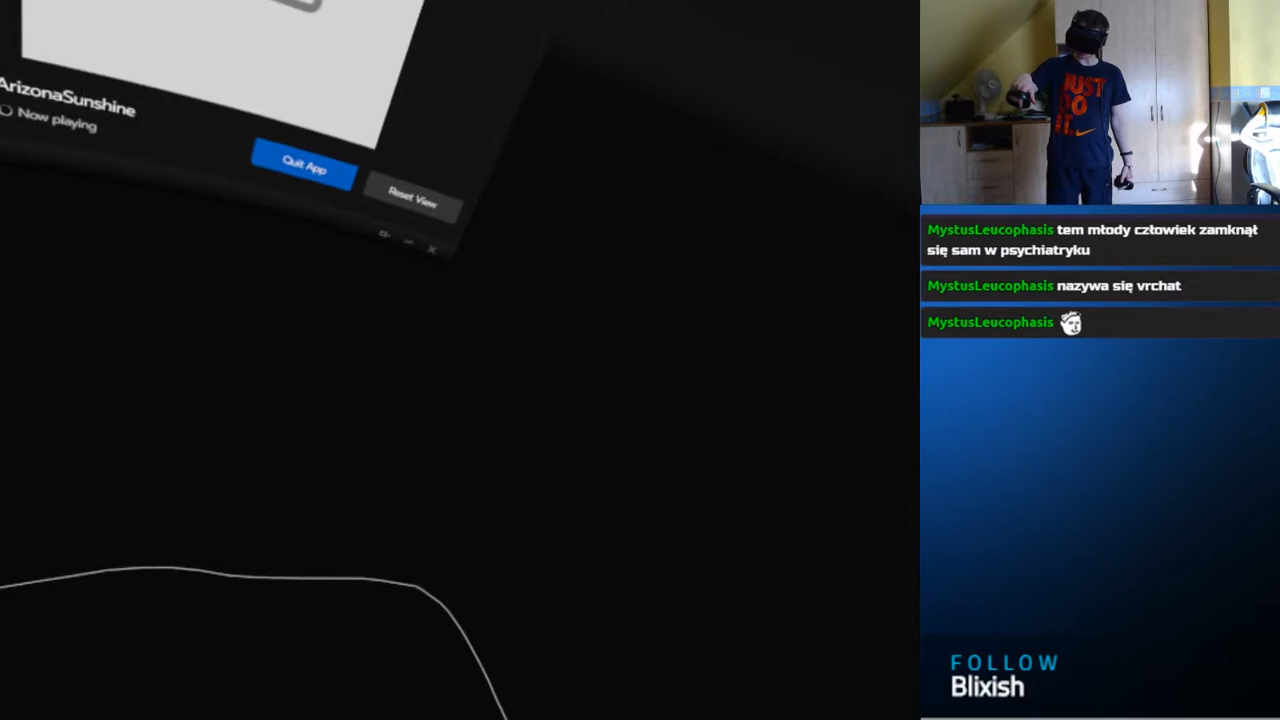 ArizonaSunshine
Now playing
Quit App
Reset View
JUST
DO
IT.
MystusLeucophasis tem młody człowiek zamknął
się sam w psychiatryku
MystusLeucophasis nazywa się vrchat
MystusLeucophasis
FOLLOW
Blixish